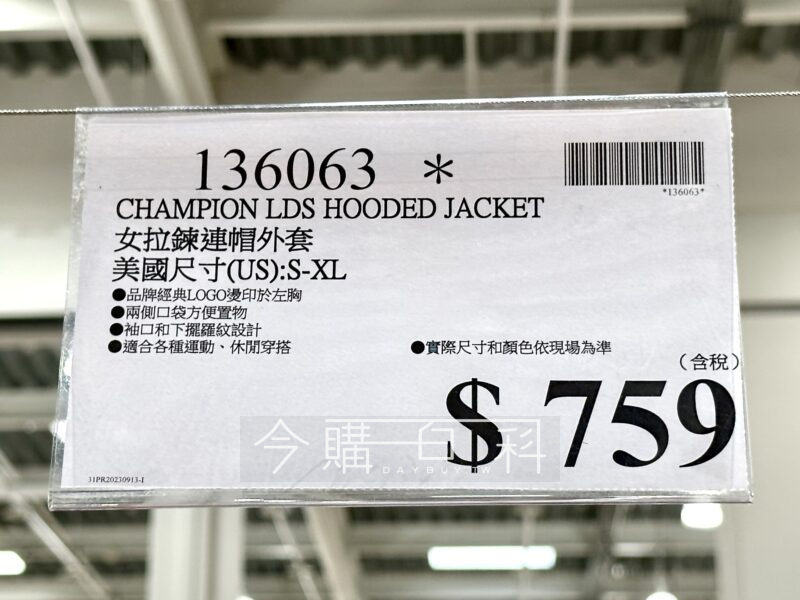 136063 *
*136063*
CHAMPION LDS HOODED JACKET
女拉鍊連帽外套
美國尺寸(US):S-XL
●品牌經典LOGO燙印於左胸
●兩側口袋方便置物
●袖口和下擺羅紋設計
●適合各種運動、休閒穿搭
●實際尺寸和顏色依現場為準
(含稅)
$ 759
今購百科
DAYBUY.TW
31PR20230913-1